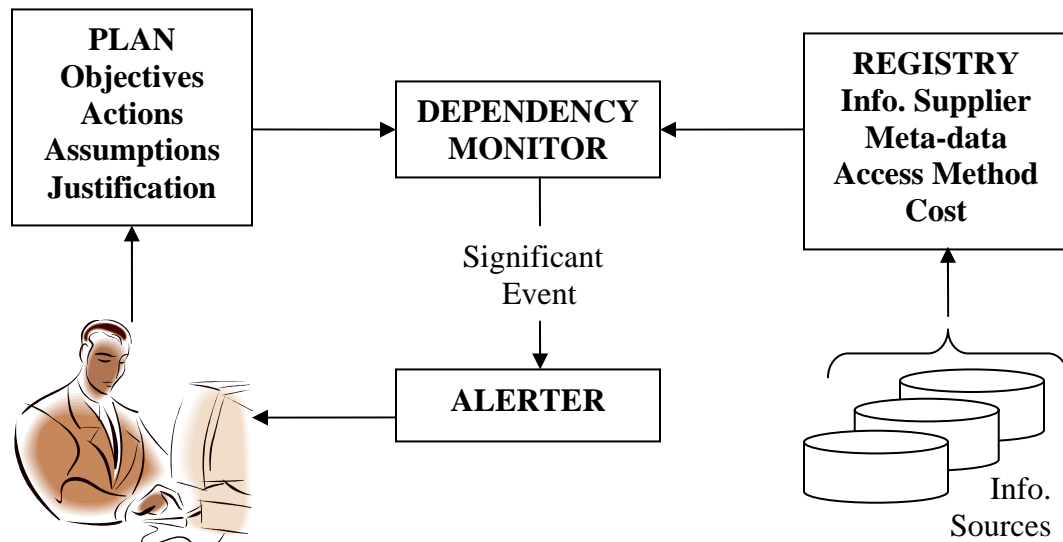 PLAN
Objectives
Actions
Assumptions
Justification
DEPENDENCY
MONITOR
REGISTRY
Info. Supplier
Meta-data
Access Method
Cost
Significant
Event
ALERTER
Info.
Sources